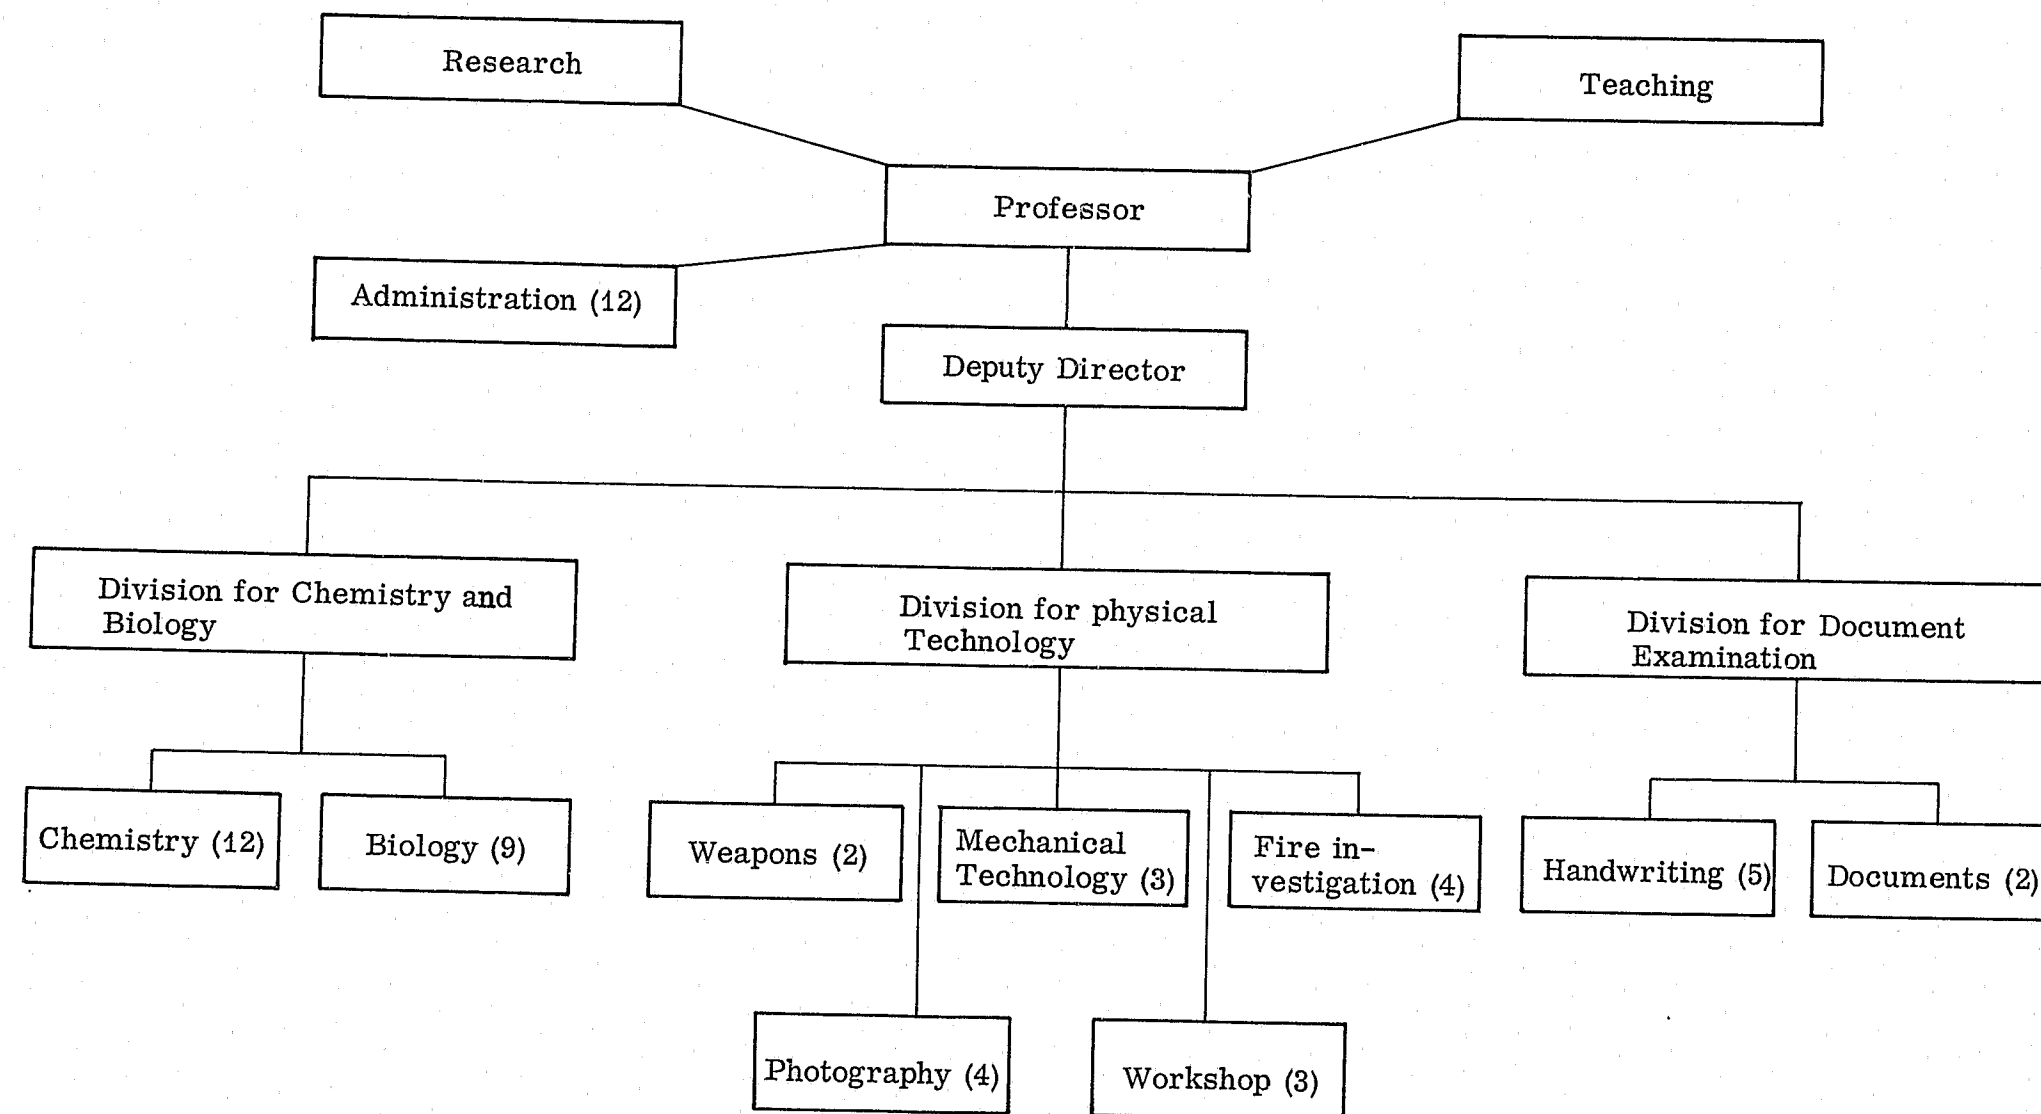 Research
Teaching
Professor
Administration (12)
Deputy Director
Division for Chemistry and
Biology
Division for physical
Technology
Division for Document
Examination
Chemistry (12)
Biology (9)
Weapons (2)
Mechanical
Technology (3)
Fire in-
vestigation (4)
Handwriting (5)
Documents (2)
Photography (4)
Workshop (3)